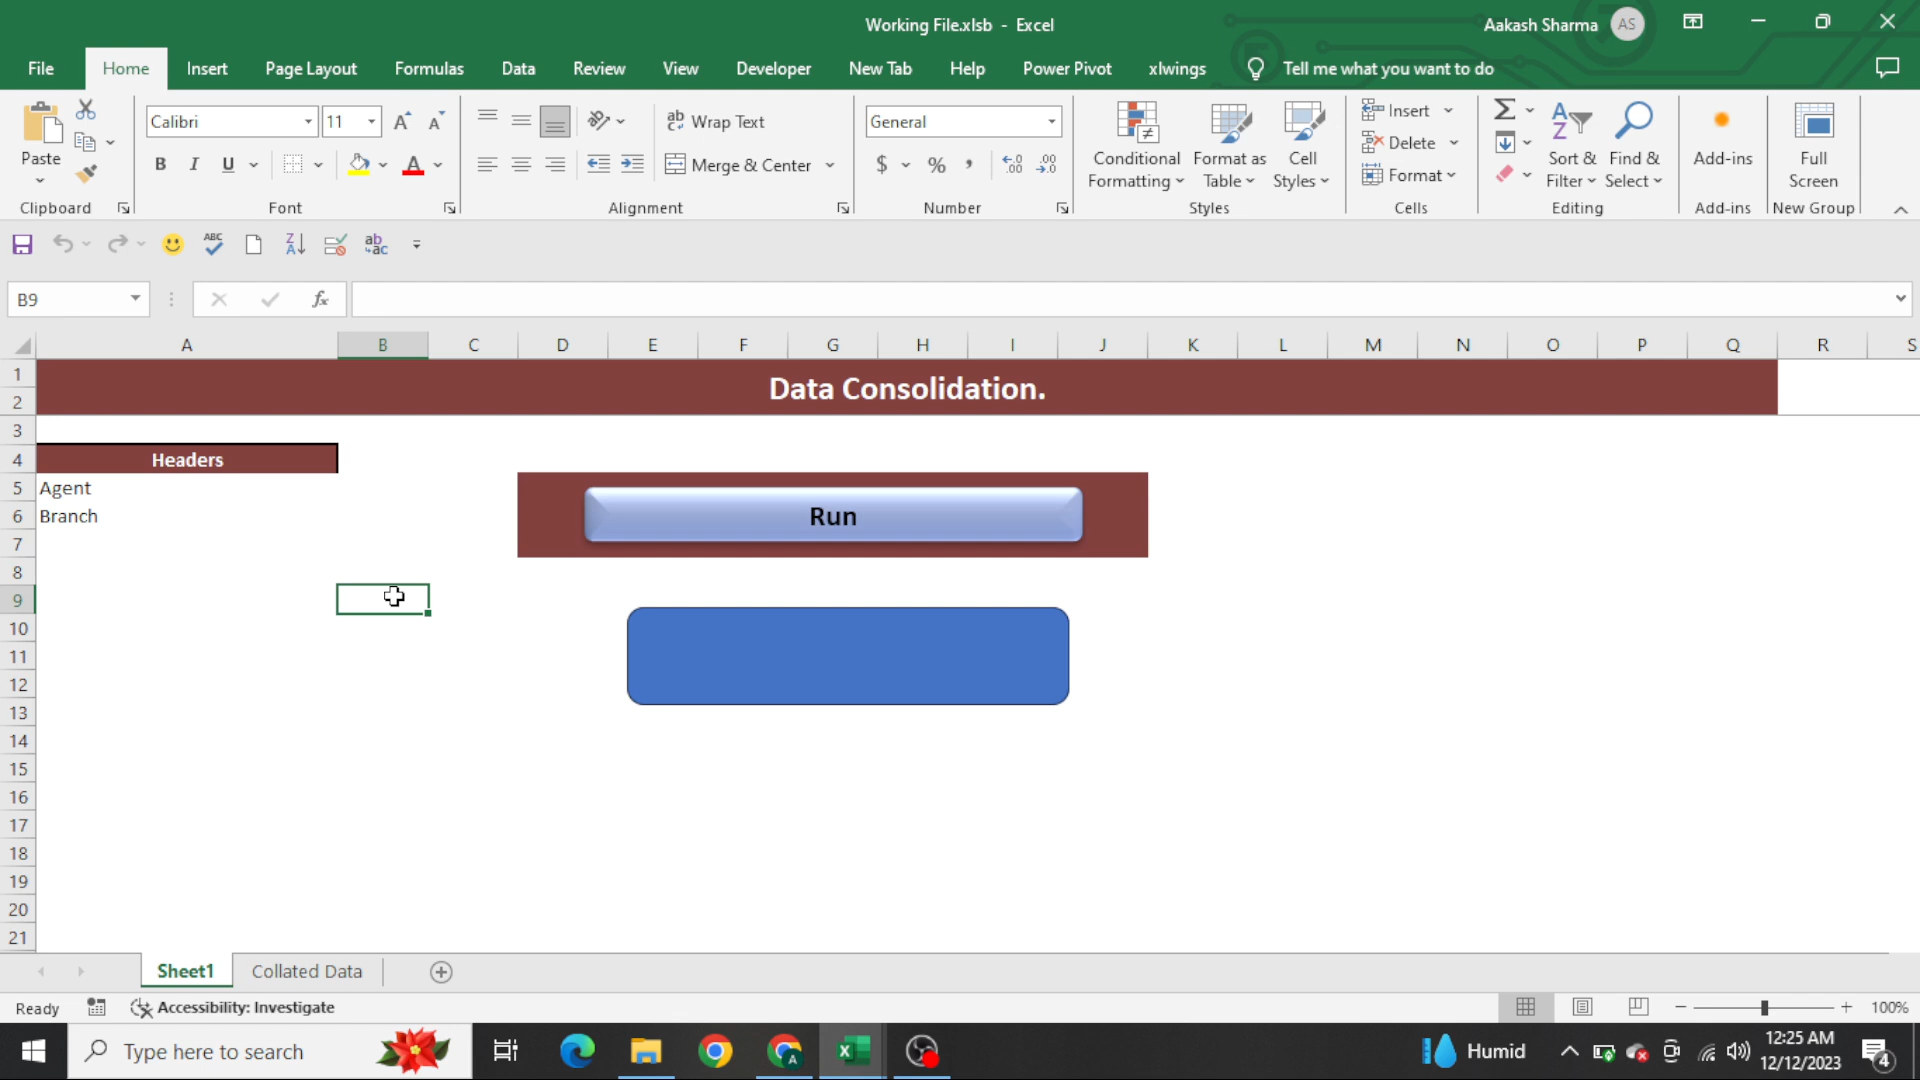 Working File.xlsb - Excel
Aakash Sharma AS
File Home Insert Page Layout Formulas Data Review View Developer New Tab Help Power Pivot xlwings Tell me what you want to do
Paste
Clipboard
Calibri 11 A A
B I U A
Font
ab Wrap Text
Merge & Center
Alignment
General
$ % ,
Number
Conditional Formatting
Format as Table
Cell Styles
Styles
Insert
Delete
Format
Cells
Sort & Filter
Find & Select
Editing
Add-ins
Add-ins
Full Screen
New Group
B9
fx
A B C D E F G H I J K L M N O P Q R S
1
2
Data Consolidation.
3
4 Headers
5 Agent
6 Branch
Run
7
8
9
10
11
12
13
14
15
16
17
18
19
20
21
Sheet1 Collated Data
Ready Accessibility: Investigate 100%
Type here to search
Humid
12:25 AM
12/12/2023
4